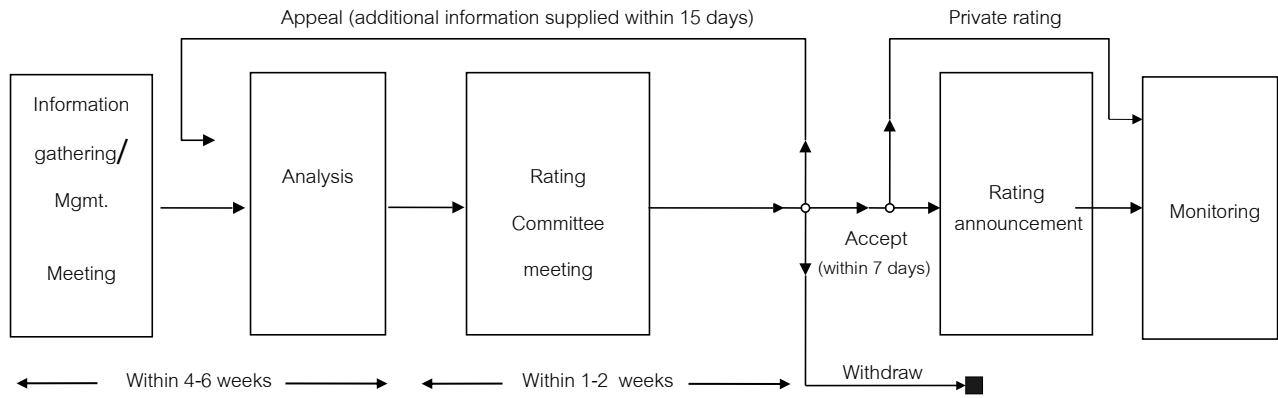 Appeal (additional information supplied within 15 days)
Private rating
Information
gathering/
Mgmt.
Meeting
Analysis
Rating
Committee
meeting
Accept
(within 7 days)
Rating
announcement
Monitoring
Within 4-6 weeks
Within 1-2 weeks
Withdraw